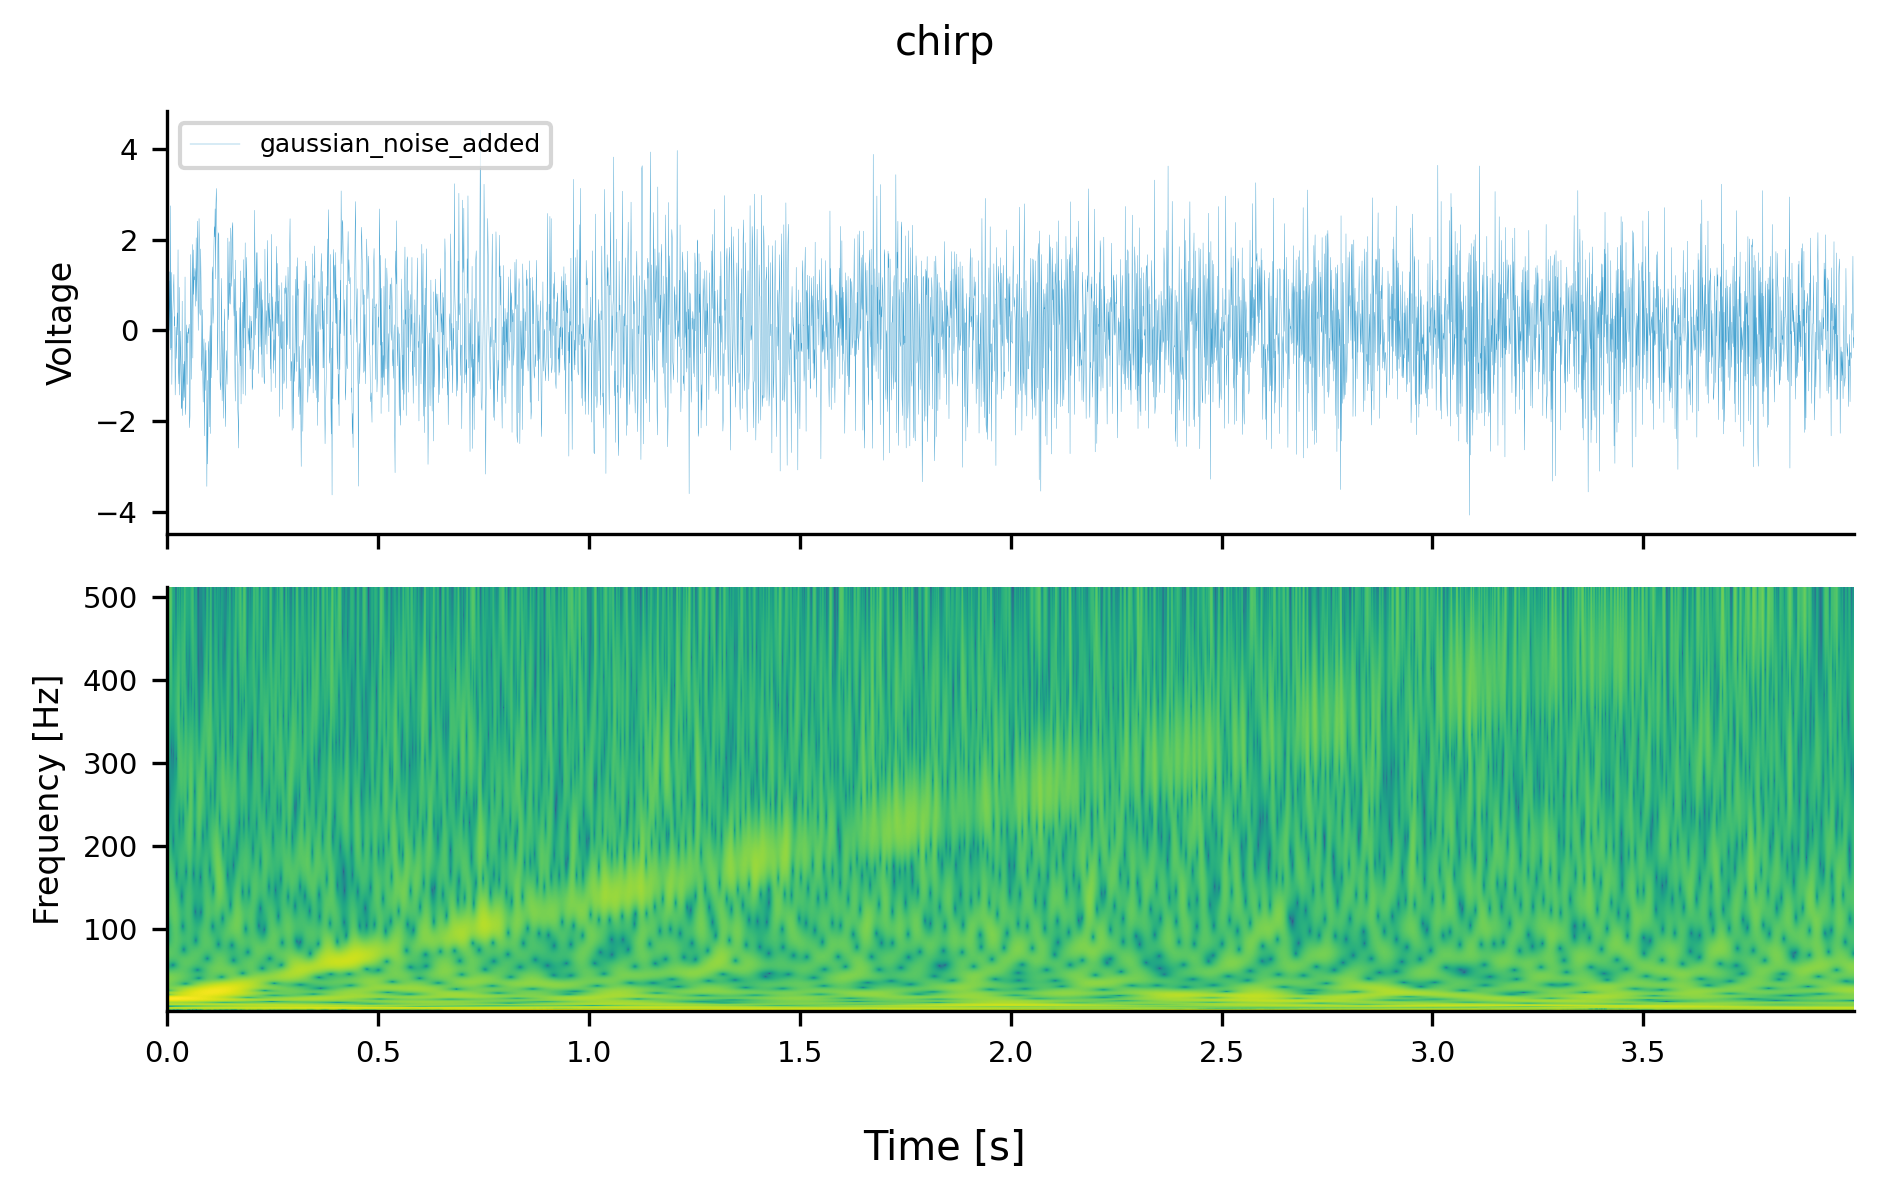 chirp
gaussian_noise_added
Voltage
4
2
0
−2
−4
Frequency [Hz]
500
400
300
200
100
0.0 0.5 1.0 1.5 2.0 2.5 3.0 3.5
Time [s]